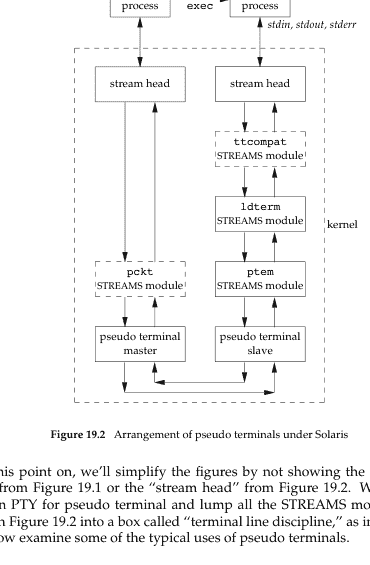 process exec process
stdin, stdout, stderr
stream head stream head
ttcompat
STREAMS module
ldterm
STREAMS module
kernel
pckt ptem
STREAMS module STREAMS module
pseudo terminal pseudo terminal
master slave
Figure 19.2 Arrangement of pseudo terminals under Solaris
his point on, we'll simplify the figures by not showing the
from Figure 19.1 or the “stream head” from Figure 19.2. W
n PTY for pseudo terminal and lump all the STREAMS mo
n Figure 19.2 into a box called “terminal line discipline,” as i
ow examine some of the typical uses of pseudo terminals.